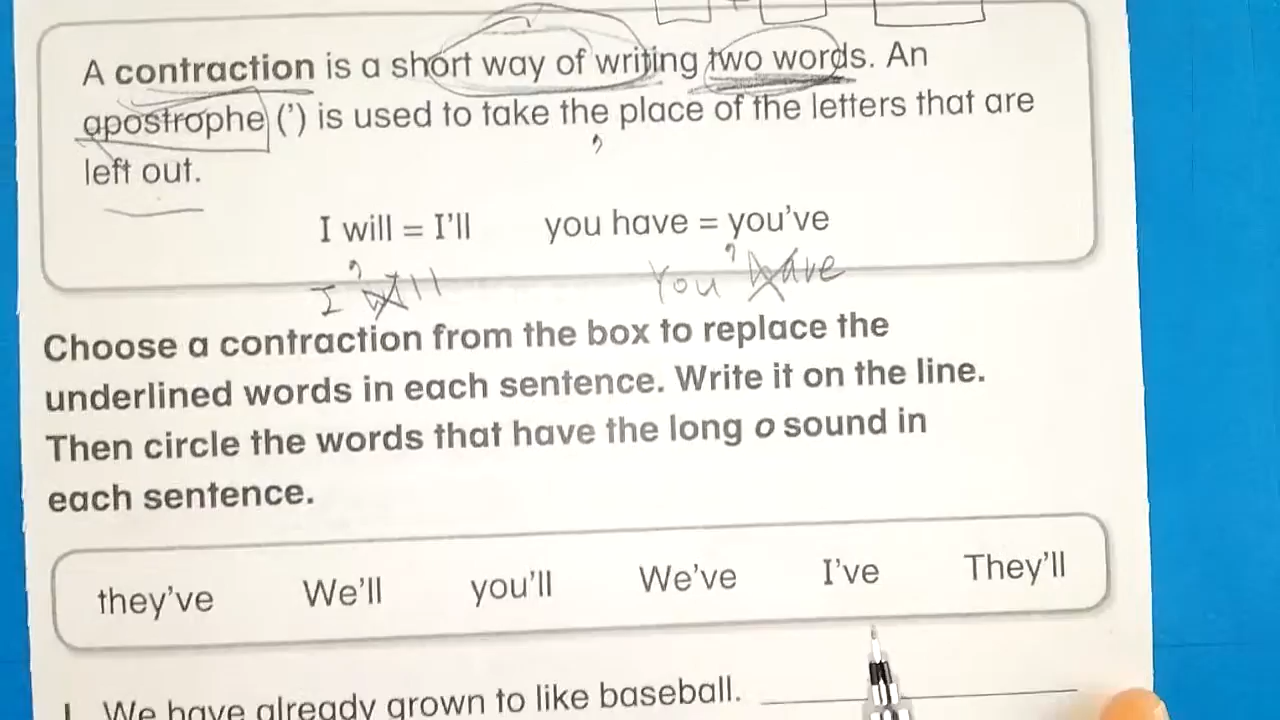 A contraction is a short way of writing two words. An
apostrophe (’) is used to take the place of the letters that are
left out.
’
I will = I’ll you have = you’ve
I ’will You ’have
Choose a contraction from the box to replace the
underlined words in each sentence. Write it on the line.
Then circle the words that have the long o sound in
each sentence.
they’ve We’ll you’ll We’ve I’ve They’ll
1. We have already grown to like baseball.